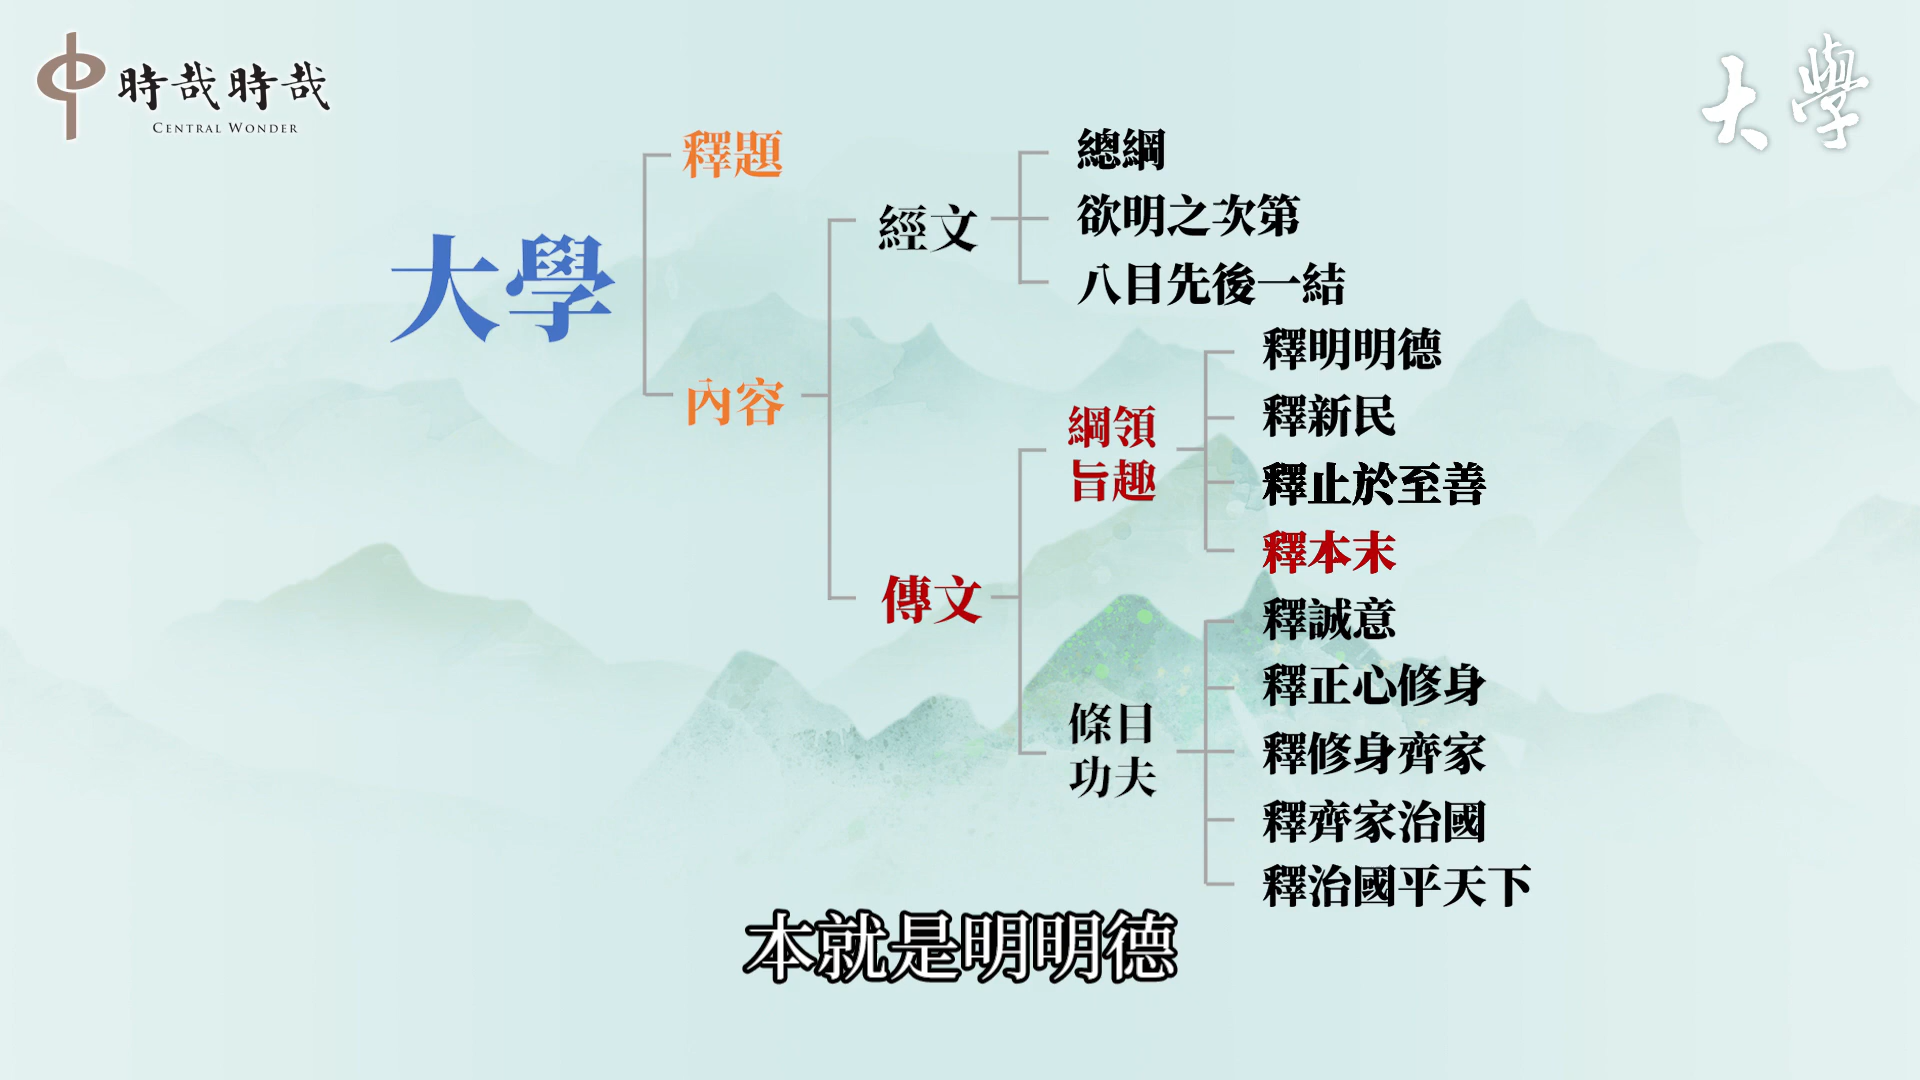 時哉時哉
CENTRAL WONDER
大學
大學
釋題
內容
經文
總綱
欲明之次第
八目先後一結
傳文
綱領
旨趣
釋明明德
釋新民
釋止於至善
釋本末
條目
功夫
釋誠意
釋正心修身
釋修身齊家
釋齊家治國
釋治國平天下
本就是明明德